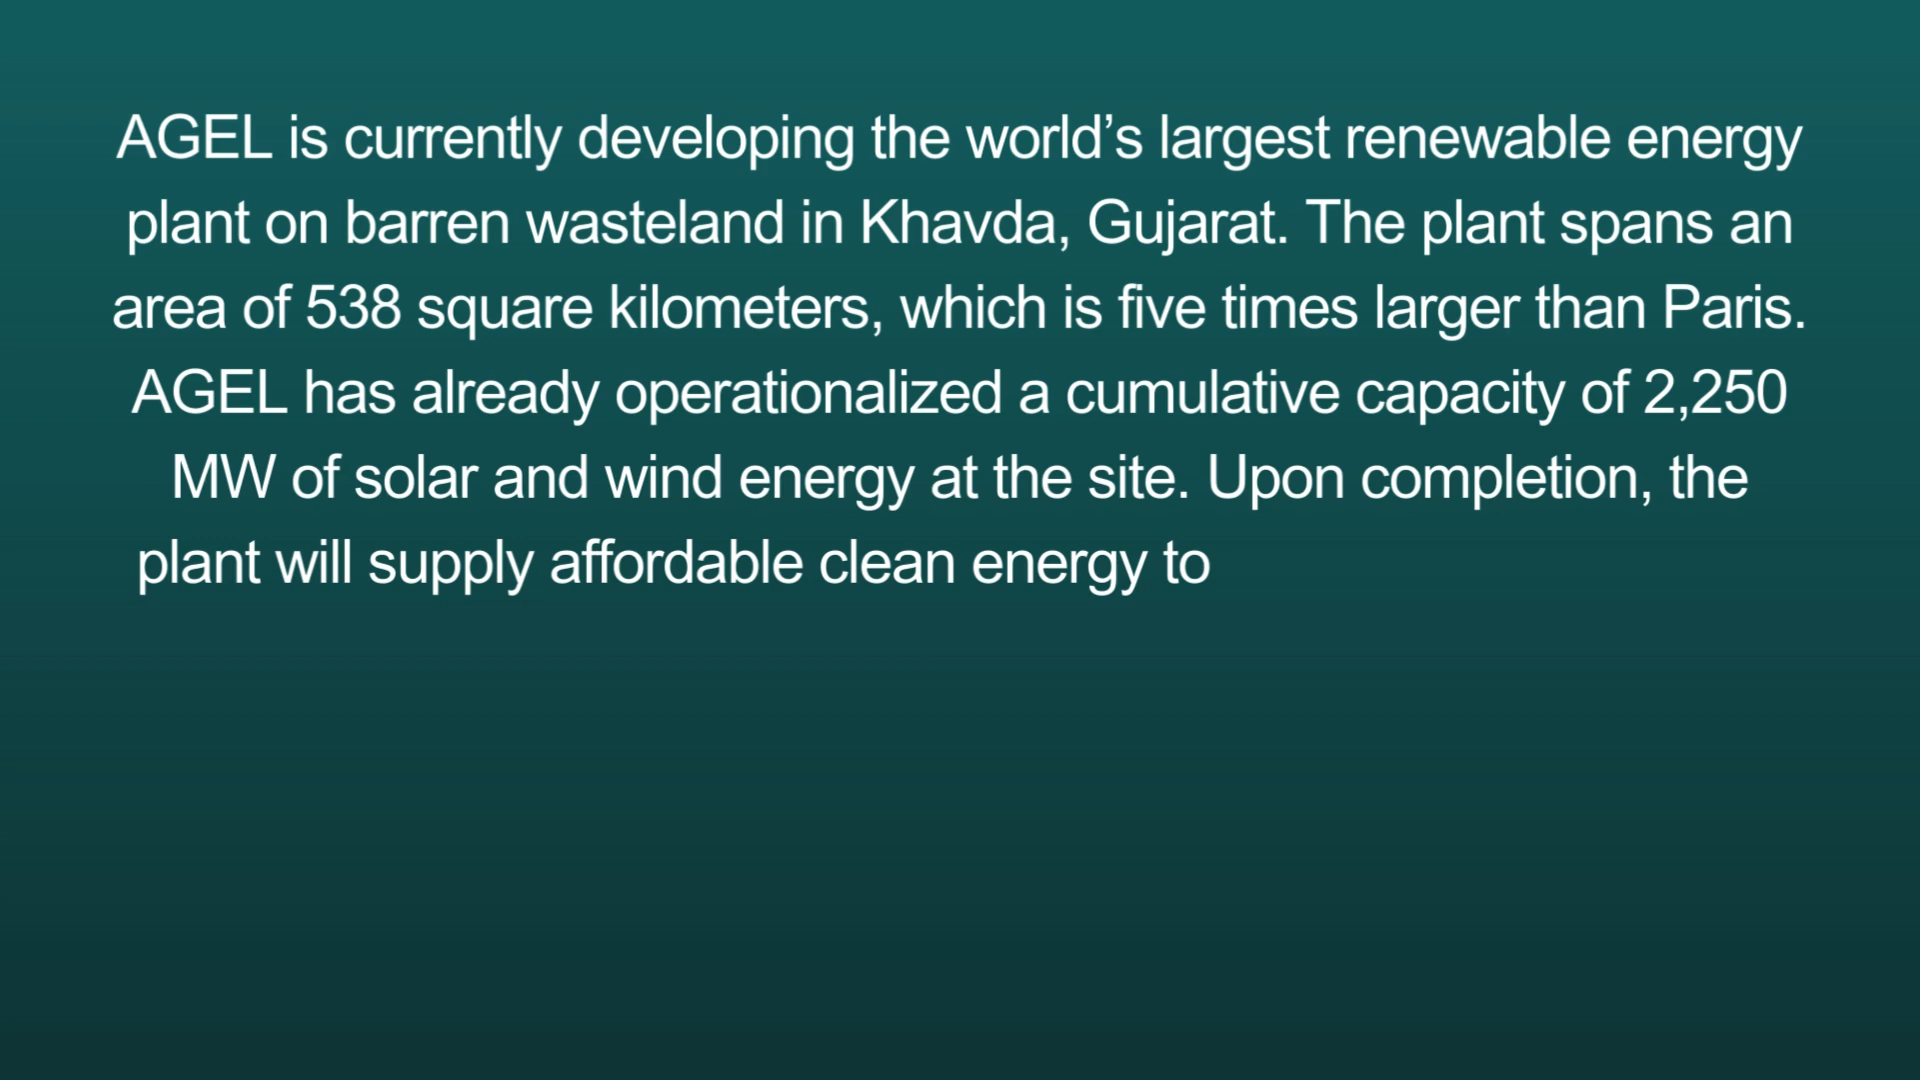 AGEL is currently developing the world’s largest renewable energy
plant on barren wasteland in Khavda, Gujarat. The plant spans an
area of 538 square kilometers, which is five times larger than Paris.
AGEL has already operationalized a cumulative capacity of 2,250
MW of solar and wind energy at the site. Upon completion, the
plant will supply affordable clean energy to